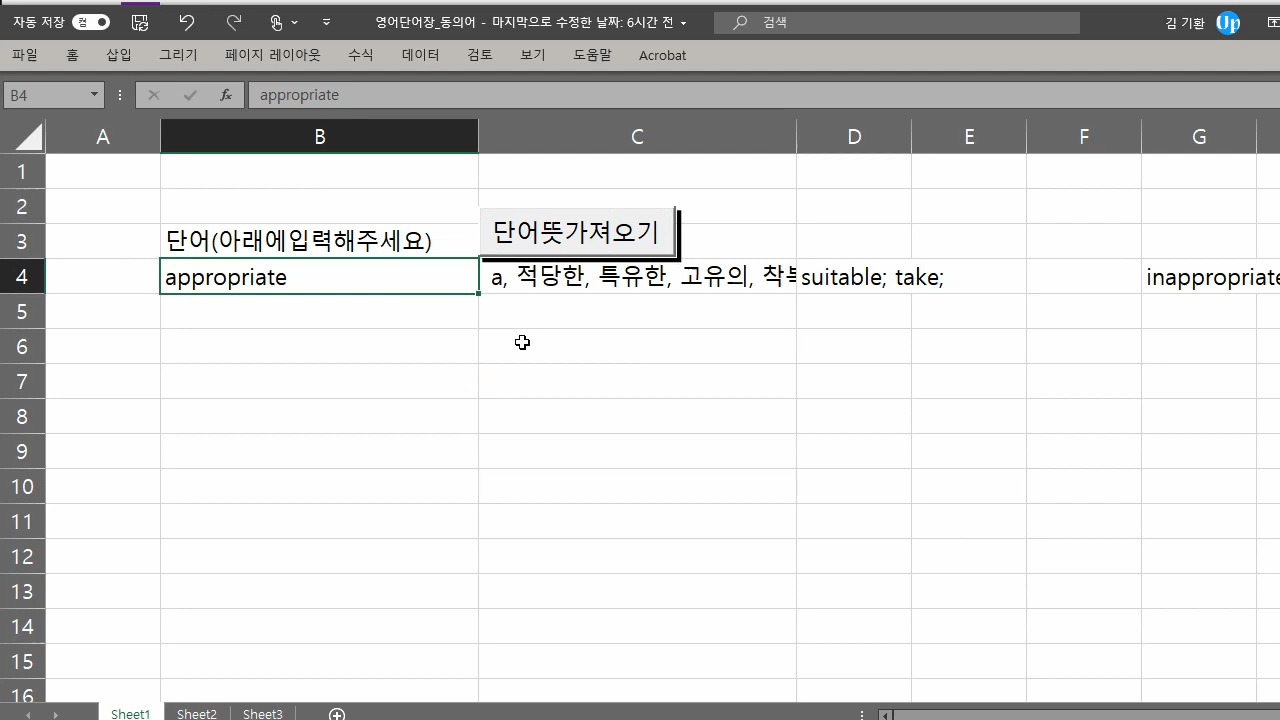 자동 저장 컴 영어단어장_동의어 - 마지막으로 수정한 날짜: 6시간 전 검색 김 기환 Up
파일 홈 삽입 그리기 페이지 레이아웃 수식 데이터 검토 보기 도움말 Acrobat
B4 fx appropriate
A B C D E F G
1
2
3 단어(아래에입력해주세요) 단어뜻가져오기
4 appropriate a, 적당한, 특유한, 고유의, suitable; take; inappropriate
5
6
7
8
9
10
11
12
13
14
15
16
Sheet1 Sheet2 Sheet3